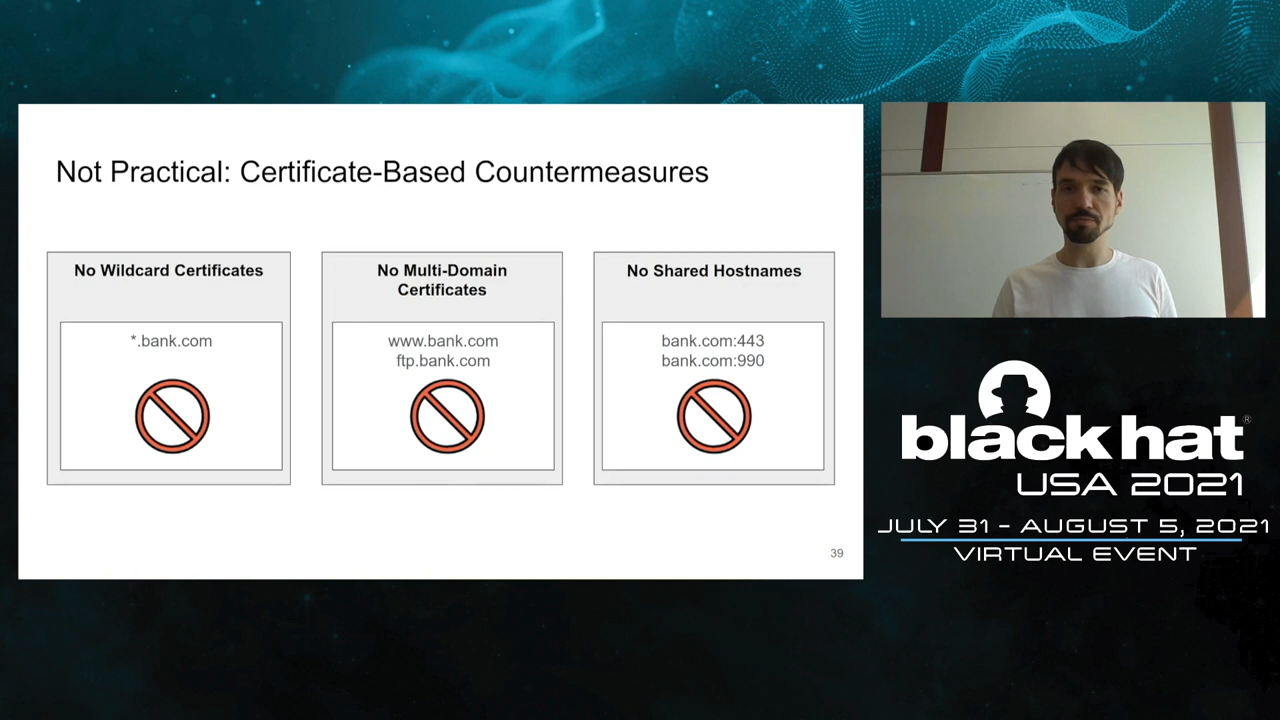 Not Practical: Certificate-Based Countermeasures
No Wildcard Certificates
*.bank.com
No Multi-Domain
Certificates
www.bank.com
ftp.bank.com
No Shared Hostnames
bank.com:443
bank.com:990
39
black hat®
USA 2021
JULY 31 - AUGUST 5, 2021
VIRTUAL EVENT